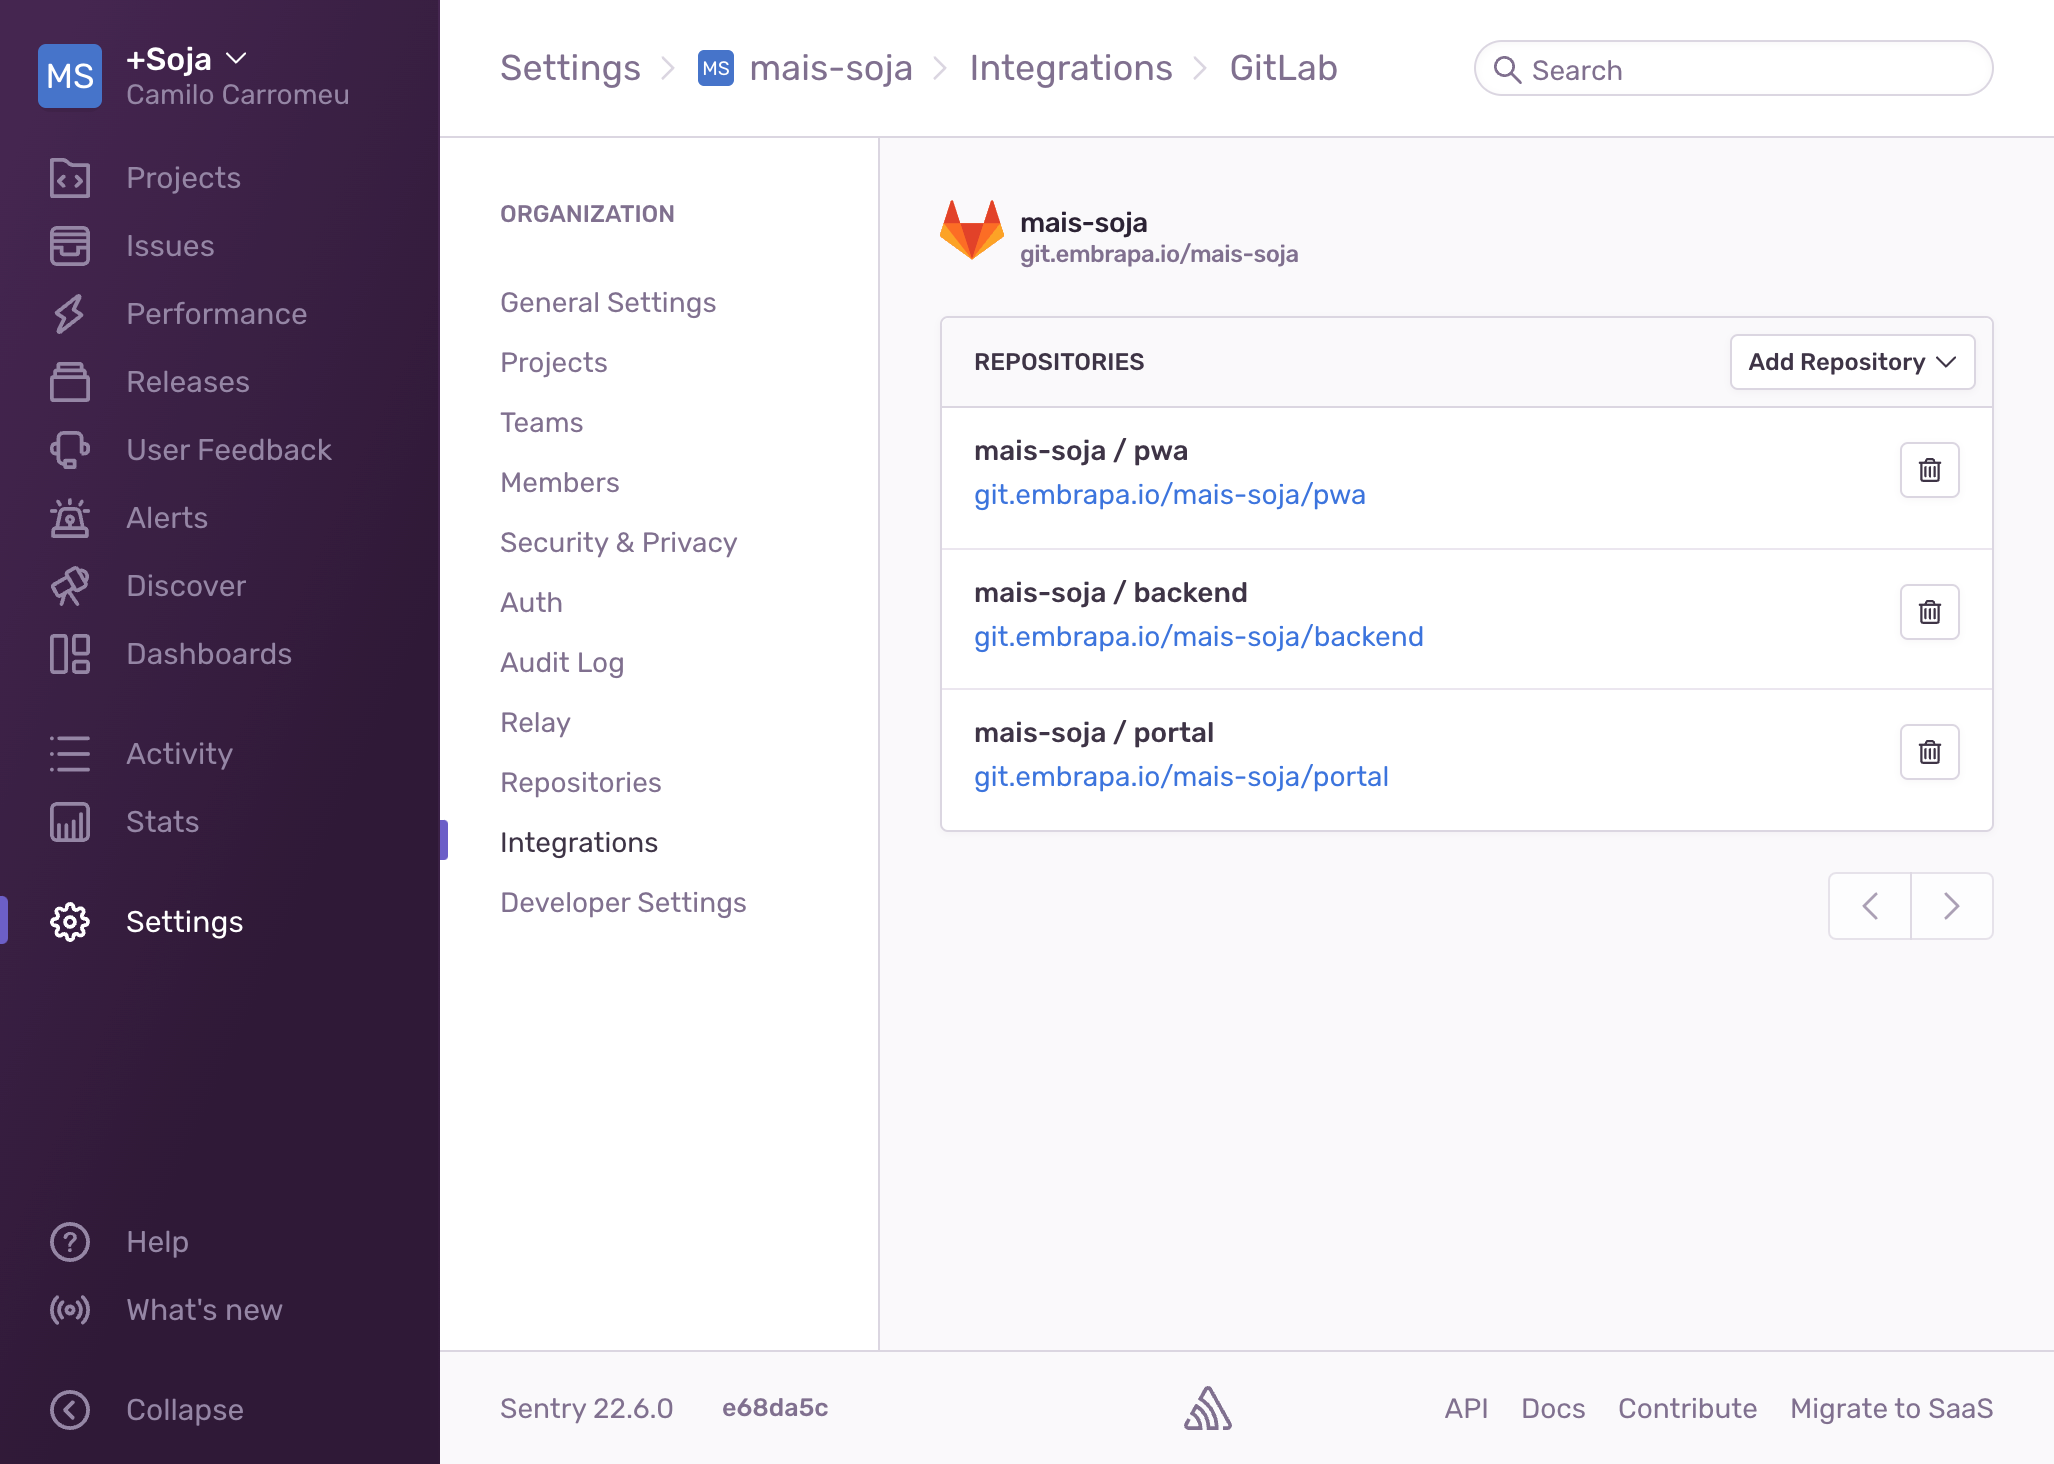 MS
+Soja
Camilo Carromeu
Projects
Issues
Performance
Releases
User Feedback
Alerts
Discover
Dashboards
Activity
Stats
Settings
Help
What's new
Collapse
Settings
MS mais-soja
Integrations
GitLab
Search
ORGANIZATION
General Settings
Projects
Teams
Members
Security & Privacy
Auth
Audit Log
Relay
Repositories
Integrations
Developer Settings
mais-soja
git.embrapa.io/mais-soja
REPOSITORIES
Add Repository
mais-soja / pwa
git.embrapa.io/mais-soja/pwa
mais-soja / backend
git.embrapa.io/mais-soja/backend
mais-soja / portal
git.embrapa.io/mais-soja/portal
Sentry 22.6.0
e68da5c
API
Docs
Contribute
Migrate to SaaS